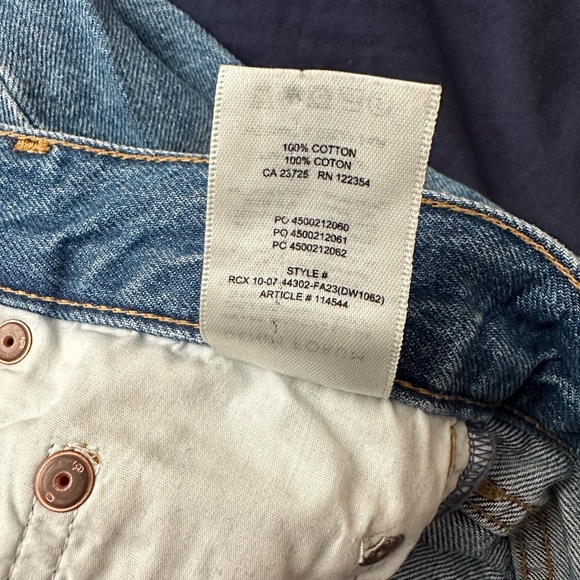 100% COTTON
100% COTON
CA 23725 RN 122354
PO 4500212060
PO 4500212061
PC 4500212062
STYLE #
RCX 10-07-44302-FA23(DW1062)
ARTICLE # 114544